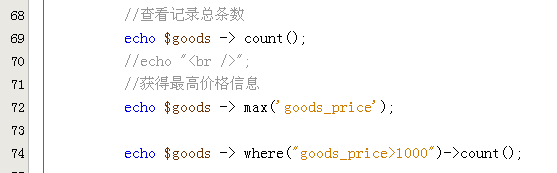 68 //查看记录总条数
69 echo $goods -> count();
70 //echo "<br />";
71 //获得最高价格信息
72 echo $goods -> max('goods_price');
73
74 echo $goods -> where("goods_price>1000")->count();